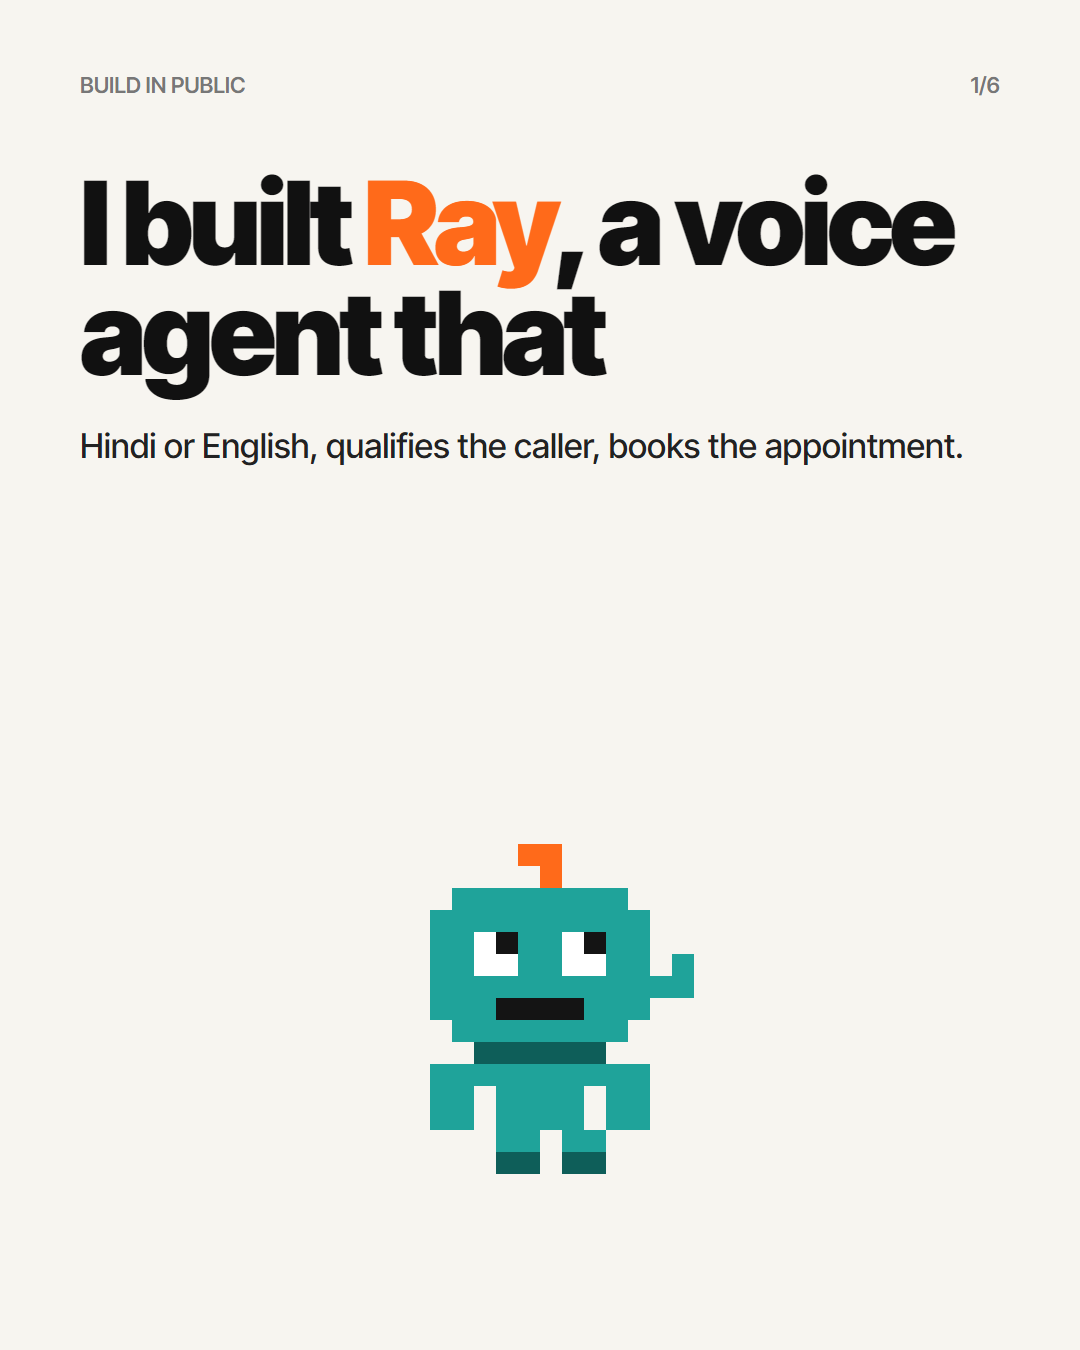 BUILD IN PUBLIC
1/6
I built Ray, a voice
agent that
Hindi or English, qualifies the caller, books the appointment.